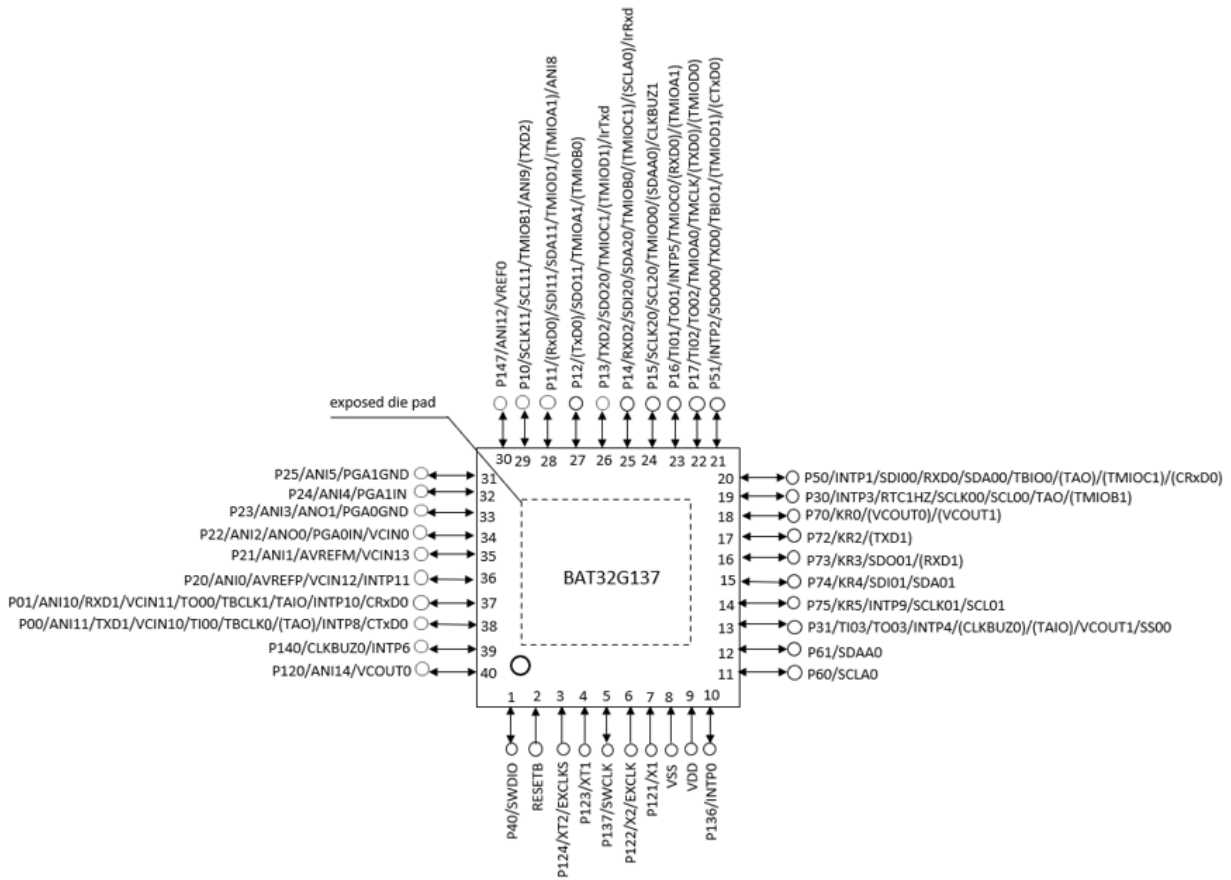 P147/ANI12/VREF0
P10/SCLK11/SCL11/TMIOB1/ANI9/(TXD2)
P11/(RxD0)/SDI11/SDA11/TMIOD1/(TMIOA1)/ANI8
P12/(TxD0)/SDO11/TMIOA1/(TMIOB0)
P13/TXD2/SDO20/TMIOC1/(TMIOD1)/IrTxd
P14/RXD2/SDI20/SDA20/TMIOB0/(TMIOC1)/(SCLA0)/IrRxd
P15/SCLK20/SCL20/TMIOD0/(SDAA0)/CLKBUZ1
P16/TI01/TO01/INTP5/TMIOC0/(RXD0)/(TMIOA1)
P17/TI02/TO02/TMIOA0/TMCLK/(TXD0)/(TMIOD0)
P51/INTP2/SDO00/TXD0/TBIO1/(TMIOD1)/(CTxD0)
exposed die pad
30 29 28 27 26 25 24 23 22 21
P25/ANI5/PGA1GND 31
P24/ANI4/PGA1IN 32
P23/ANI3/ANO1/PGA0GND 33
P22/ANI2/ANO0/PGA0IN/VCIN0 34
P21/ANI1/AVREFM/VCIN13 35
P20/ANI0/AVREFP/VCIN12/INTP11 36
P01/ANI10/RXD1/VCIN11/TO00/TBCLK1/TAIO/INTP10/CRxD0 37
P00/ANI11/TXD1/VCIN10/TI00/TBCLK0/(TAO)/INTP8/CTxD0 38
P140/CLKBUZ0/INTP6 39
P120/ANI14/VCOUT0 40
BAT32G137
20 P50/INTP1/SDI00/RXD0/SDA00/TBIO0/(TAO)/(TMIOC1)/(CRxD0)
19 P30/INTP3/RTC1HZ/SCLK00/SCL00/TAO/(TMIOB1)
18 P70/KR0/(VCOUT0)/(VCOUT1)
17 P72/KR2/(TXD1)
16 P73/KR3/SDO01/(RXD1)
15 P74/KR4/SDI01/SDA01
14 P75/KR5/INTP9/SCLK01/SCL01
13 P31/TI03/TO03/INTP4/(CLKBUZ0)/(TAIO)/VCOUT1/SS00
12 P61/SDAA0
11 P60/SCLA0
1 2 3 4 5 6 7 8 9 10
P40/SWDIO
RESETB
P124/XT2/EXCLKS
P123/XT1
P137/SWCLK
P122/X2/EXCLK
P121/X1
VSS
VDD
P136/INTP0